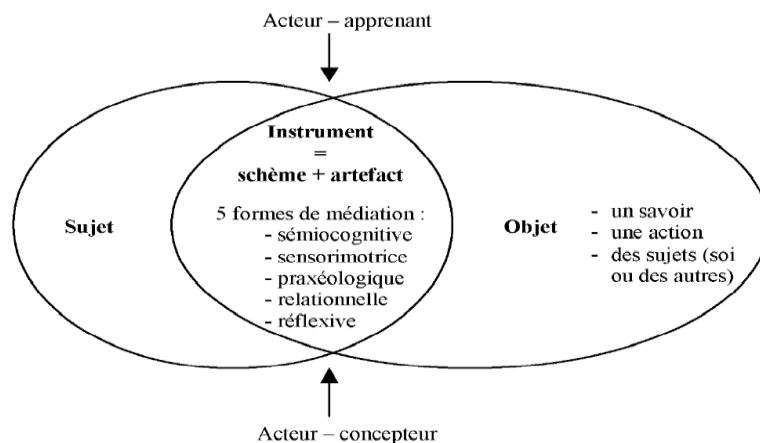 Acteur – apprenant
Instrument
=
schème + artefact
5 formes de médiation :
- sémiocognitive
- sensorimotrice
- praxéologique
- relationnelle
- réflexive
Sujet
Objet
- un savoir
- une action
- des sujets (soi
ou des autres)
Acteur – concepteur